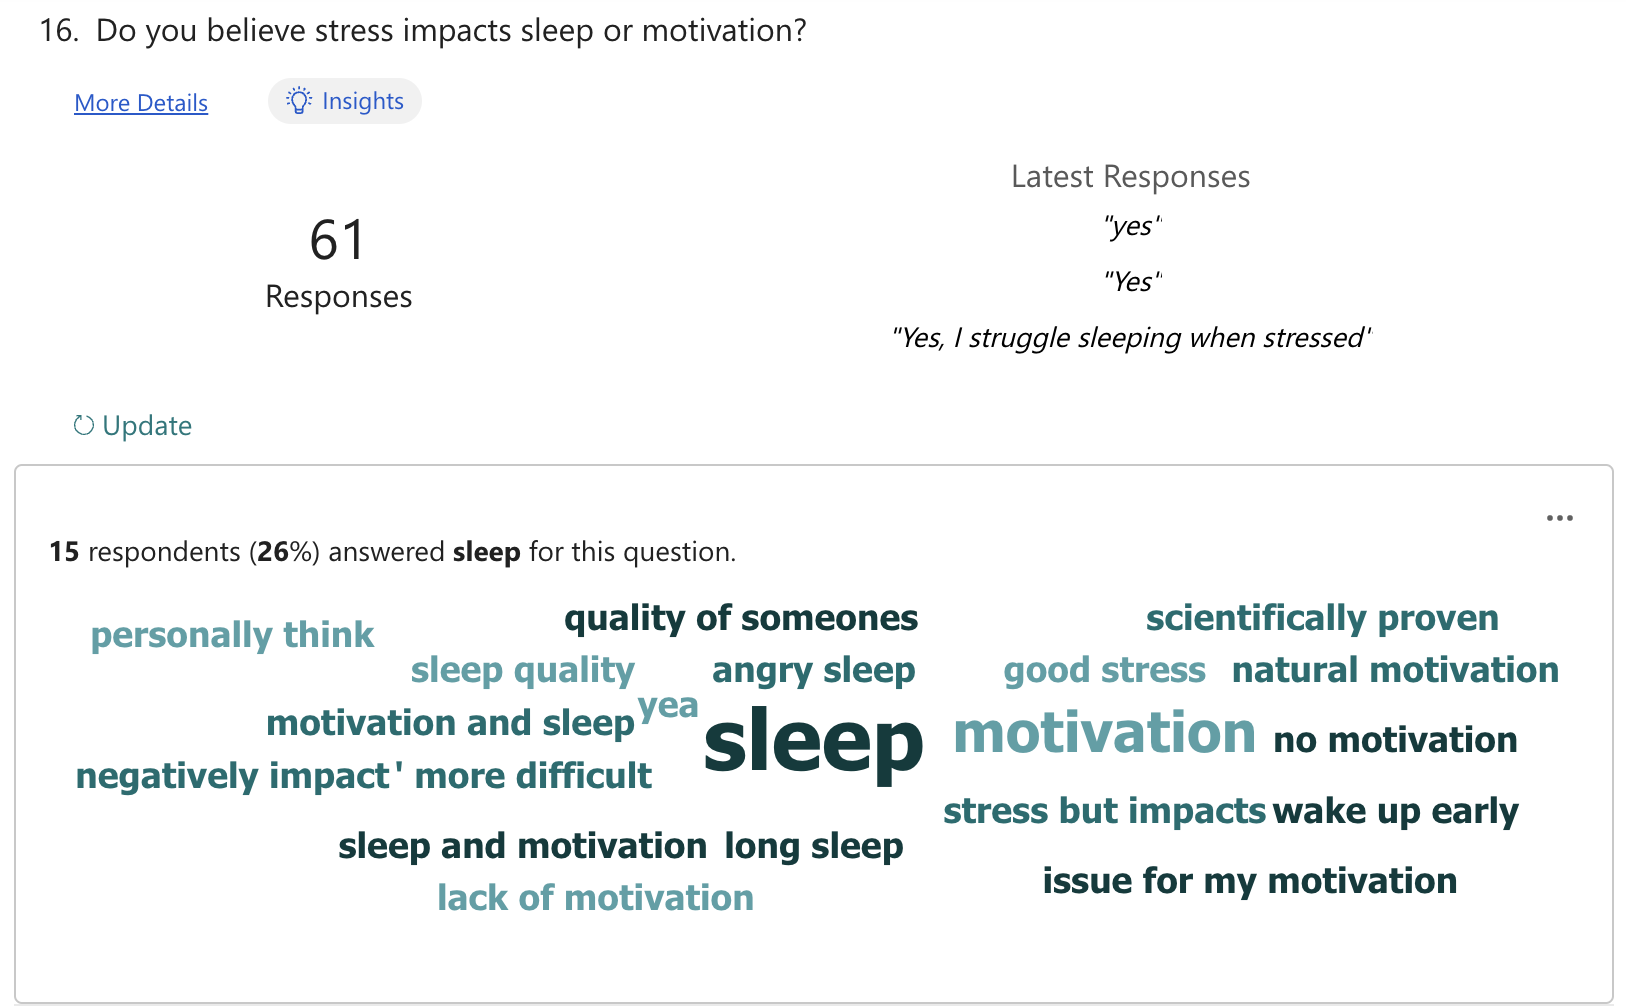 16. Do you believe stress impacts sleep or motivation?
More Details
Insights
61
Responses
Latest Responses
"yes"
"Yes"
"Yes, I struggle sleeping when stressed"
Update
15 respondents (26%) answered sleep for this question.
personally think
quality of someones
scientifically proven
sleep quality
angry sleep
good stress
natural motivation
motivation and sleep
yea
sleep
motivation
no motivation
negatively impact'
more difficult
stress but impacts
wake up early
sleep and motivation
long sleep
issue for my motivation
lack of motivation